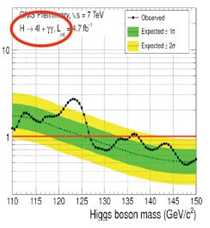 CMS Preliminary, √s = 7 TeV
H → 4l + γγ, L_int = 4.7 fb⁻¹
Observed
Expected ± 1σ
Expected ± 2σ
10
1
110 115 120 125 130 135 140 145 150
Higgs boson mass (GeV/c²)